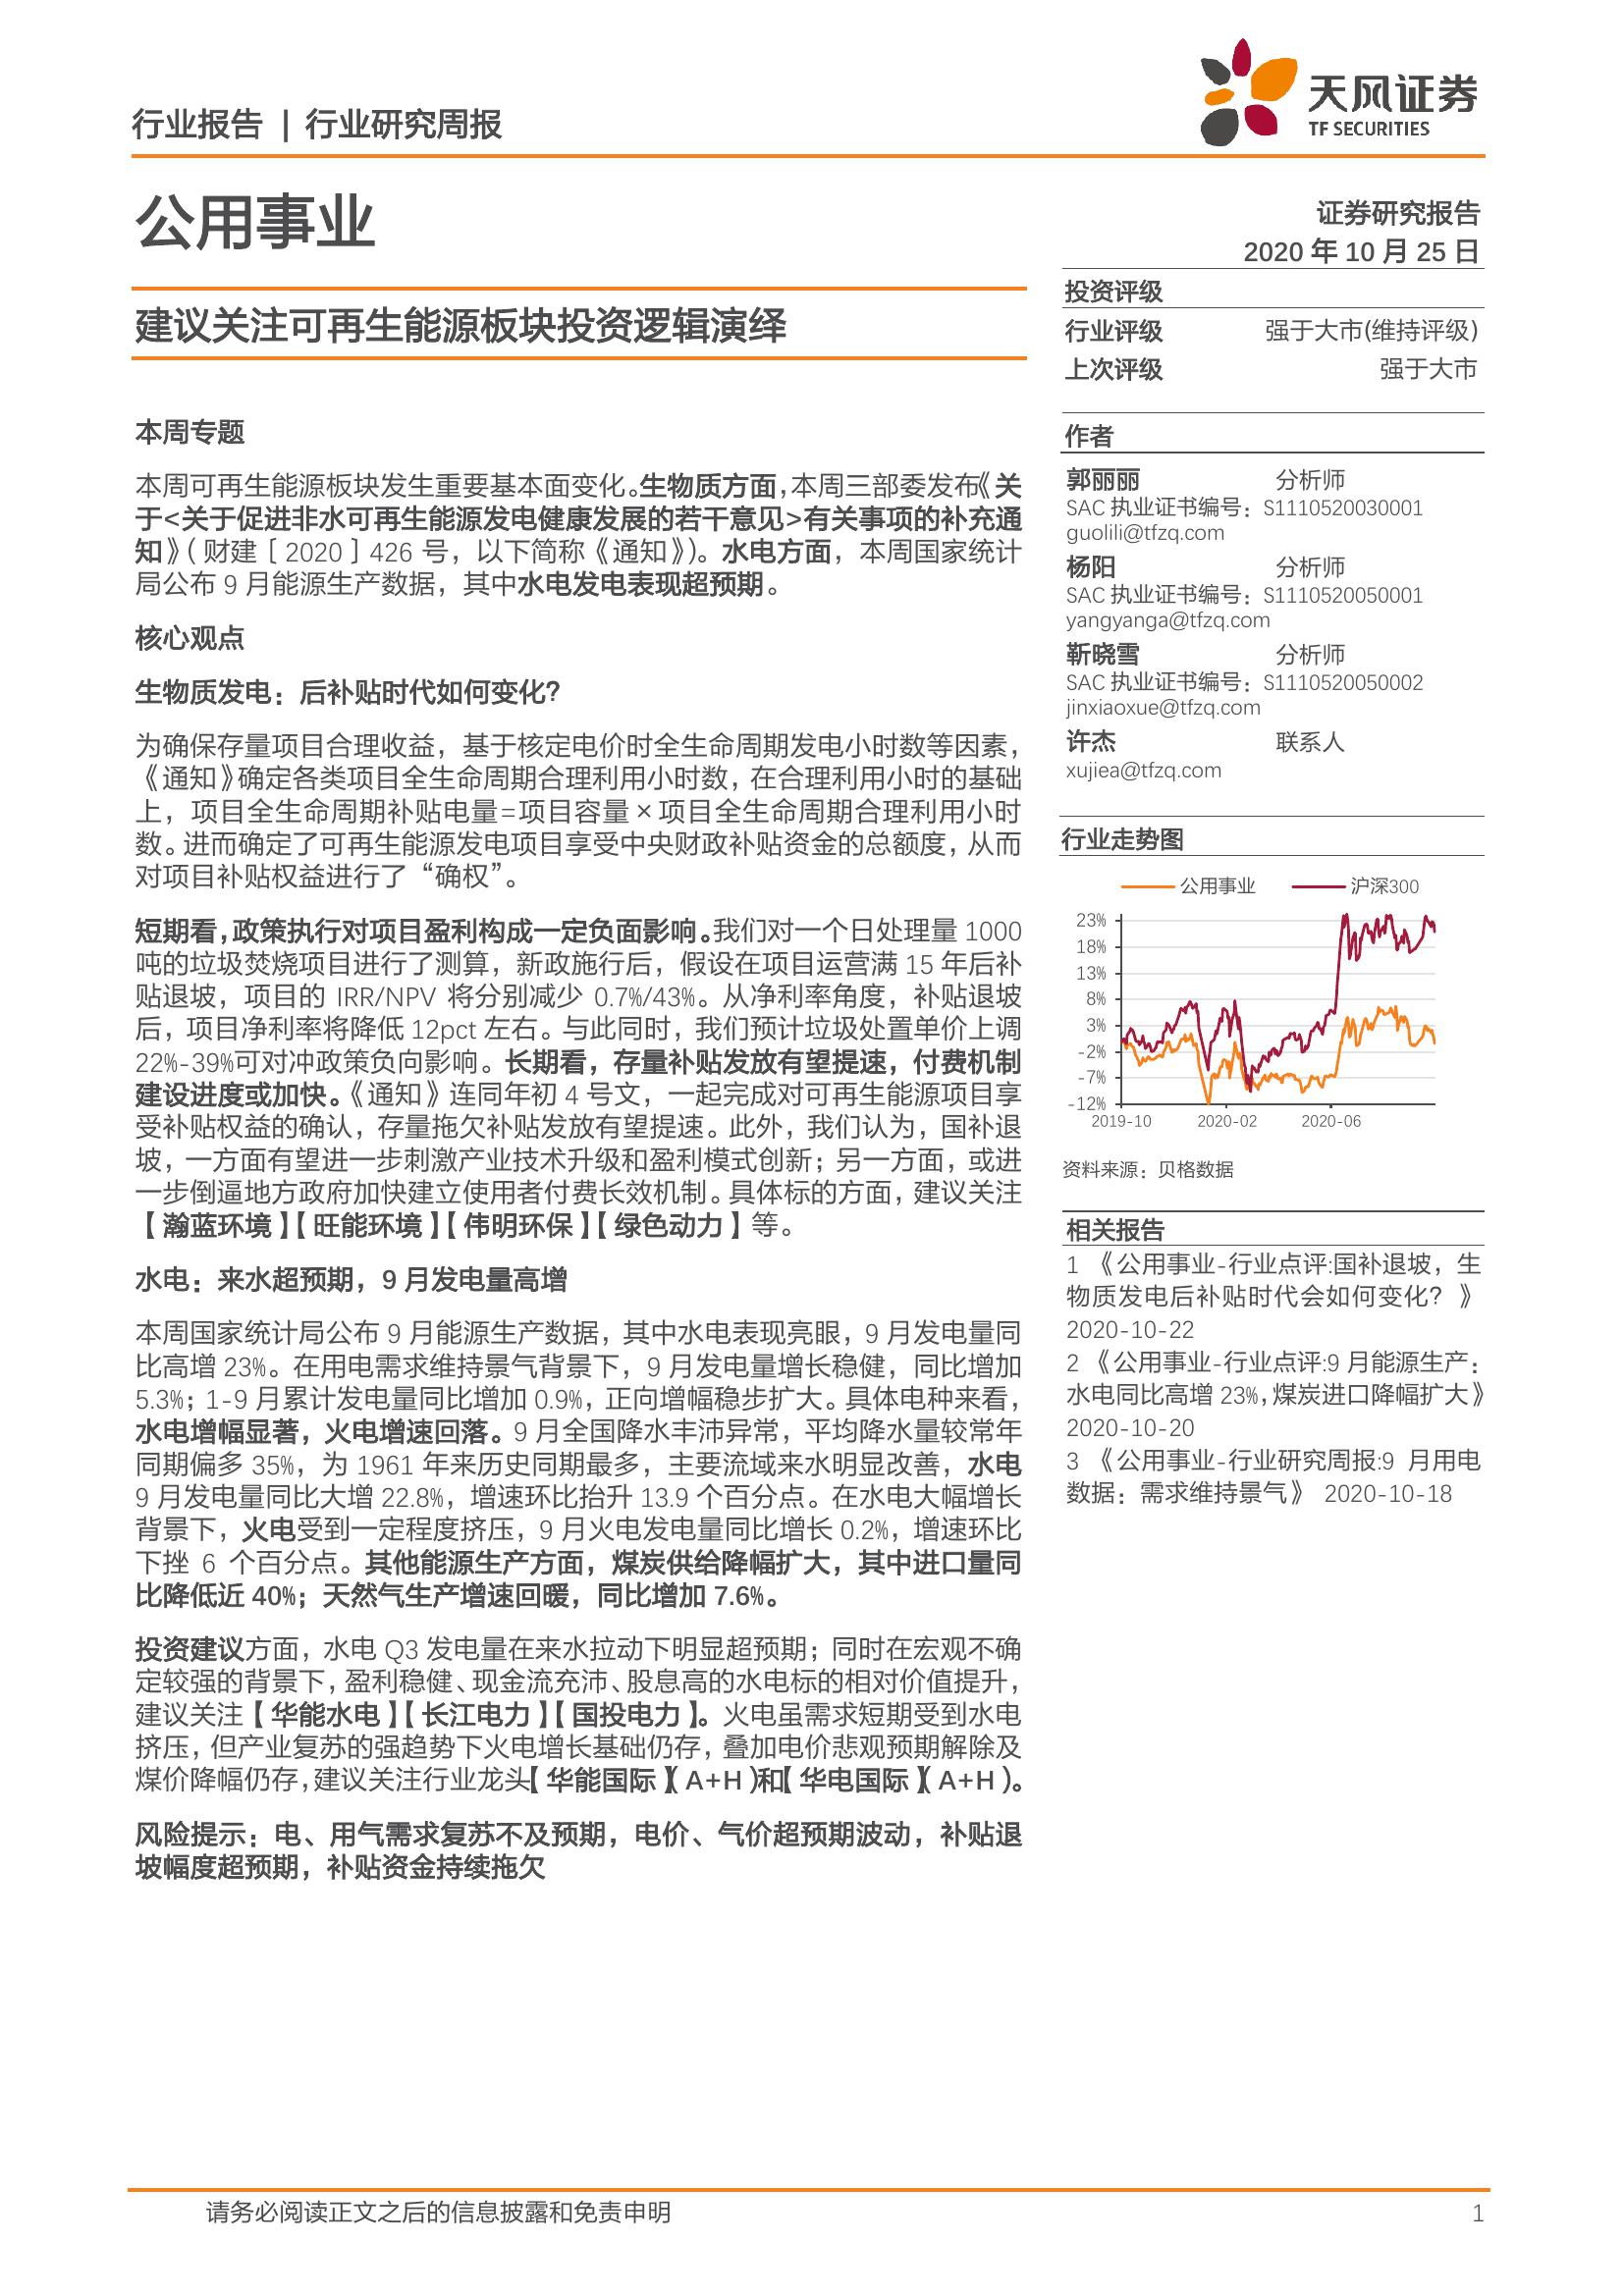 行业报告 | 行业研究周报
天风证券
TF SECURITIES
公用事业
证券研究报告
2020 年 10 月 25 日
建议关注可再生能源板块投资逻辑演绎
本周专题
本周可再生能源板块发生重要基本面变化。生物质方面，本周三部委发布《关
于<关于促进非水可再生能源发电健康发展的若干意见>有关事项的补充通
知》（财建〔2020〕426 号，以下简称《通知》）。水电方面，本周国家统计
局公布 9 月能源生产数据，其中水电发电表现超预期。
核心观点
生物质发电：后补贴时代如何变化？
为确保存量项目合理收益，基于核定电价时全生命周期发电小时数等因素，
《通知》确定各类项目全生命周期合理利用小时数，在合理利用小时的基础
上，项目全生命周期补贴电量=项目容量×项目全生命周期合理利用小时
数。进而确定了可再生能源发电项目享受中央财政补贴资金的总额度，从而
对项目补贴权益进行了“确权”。
短期看，政策执行对项目盈利构成一定负面影响。我们对一个日处理量 1000
吨的垃圾焚烧项目进行了测算，新政施行后，假设在项目运营满 15 年后补
贴退坡，项目的 IRR/NPV 将分别减少 0.7%/43%。从净利率角度，补贴退坡
后，项目净利率将降低 12pct 左右。与此同时，我们预计垃圾处置单价上调
22%-39%可对冲政策负向影响。长期看，存量补贴发放有望提速，付费机制
建设进度或加快。《通知》连同年初 4 号文，一起完成对可再生能源项目享
受补贴权益的确认，存量拖欠补贴发放有望提速。此外，我们认为，国补退
坡，一方面有望进一步刺激产业技术升级和盈利模式创新；另一方面，或进
一步倒逼地方政府加快建立使用者付费长效机制。具体标的方面，建议关注
【瀚蓝环境】【旺能环境】【伟明环保】【绿色动力】等。
水电：来水超预期，9 月发电量高增
本周国家统计局公布 9 月能源生产数据，其中水电表现亮眼，9 月发电量同
比高增 23%。在用电需求维持景气背景下，9 月发电量增长稳健，同比增加
5.3%；1-9 月累计发电量同比增加 0.9%，正向增幅稳步扩大。具体电种来看，
水电增幅显著，火电增速回落。9 月全国降水丰沛异常，平均降水量较常年
同期偏多 35%，为 1961 年来历史同期最多，主要流域来水明显改善，水电
9 月发电量同比大增 22.8%，增速环比抬升 13.9 个百分点。在水电大幅增长
背景下，火电受到一定程度挤压，9 月火电发电量同比增长 0.2%，增速环比
下挫 6 个百分点。其他能源生产方面，煤炭供给降幅扩大，其中进口量同
比降低近 40%；天然气生产增速回暖，同比增加 7.6%。
投资建议方面，水电 Q3 发电量在来水拉动下明显超预期；同时在宏观不确
定较强的背景下，盈利稳健、现金流充沛、股息高的水电标的相对价值提升，
建议关注【华能水电】【长江电力】【国投电力】。火电虽需求短期受到水电
挤压，但产业复苏的强趋势下火电增长基础仍存，叠加电价悲观预期解除及
煤价降幅仍存，建议关注行业龙头【华能国际】（A+H）和【华电国际】（A+H）。
风险提示：电、用气需求复苏不及预期，电价、气价超预期波动，补贴退
坡幅度超预期，补贴资金持续拖欠
投资评级
行业评级 强于大市(维持评级)
上次评级 强于大市
作者
郭丽丽 分析师
SAC 执业证书编号：S1110520030001
guolili@tfzq.com
杨阳 分析师
SAC 执业证书编号：S1110520050001
yangyanga@tfzq.com
靳晓雪 分析师
SAC 执业证书编号：S1110520050002
jinxiaoxue@tfzq.com
许杰 联系人
xujiea@tfzq.com
行业走势图
公用事业 沪深300
23%
18%
13%
8%
3%
-2%
-7%
-12%
2019-10 2020-02 2020-06
资料来源：贝格数据
相关报告
1 《公用事业-行业点评:国补退坡，生
物质发电后补贴时代会如何变化？》
2020-10-22
2 《公用事业-行业点评:9 月能源生产：
水电同比高增 23%，煤炭进口降幅扩大》
2020-10-20
3 《公用事业-行业研究周报:9 月用电
数据：需求维持景气》 2020-10-18
请务必阅读正文之后的信息披露和免责申明 1